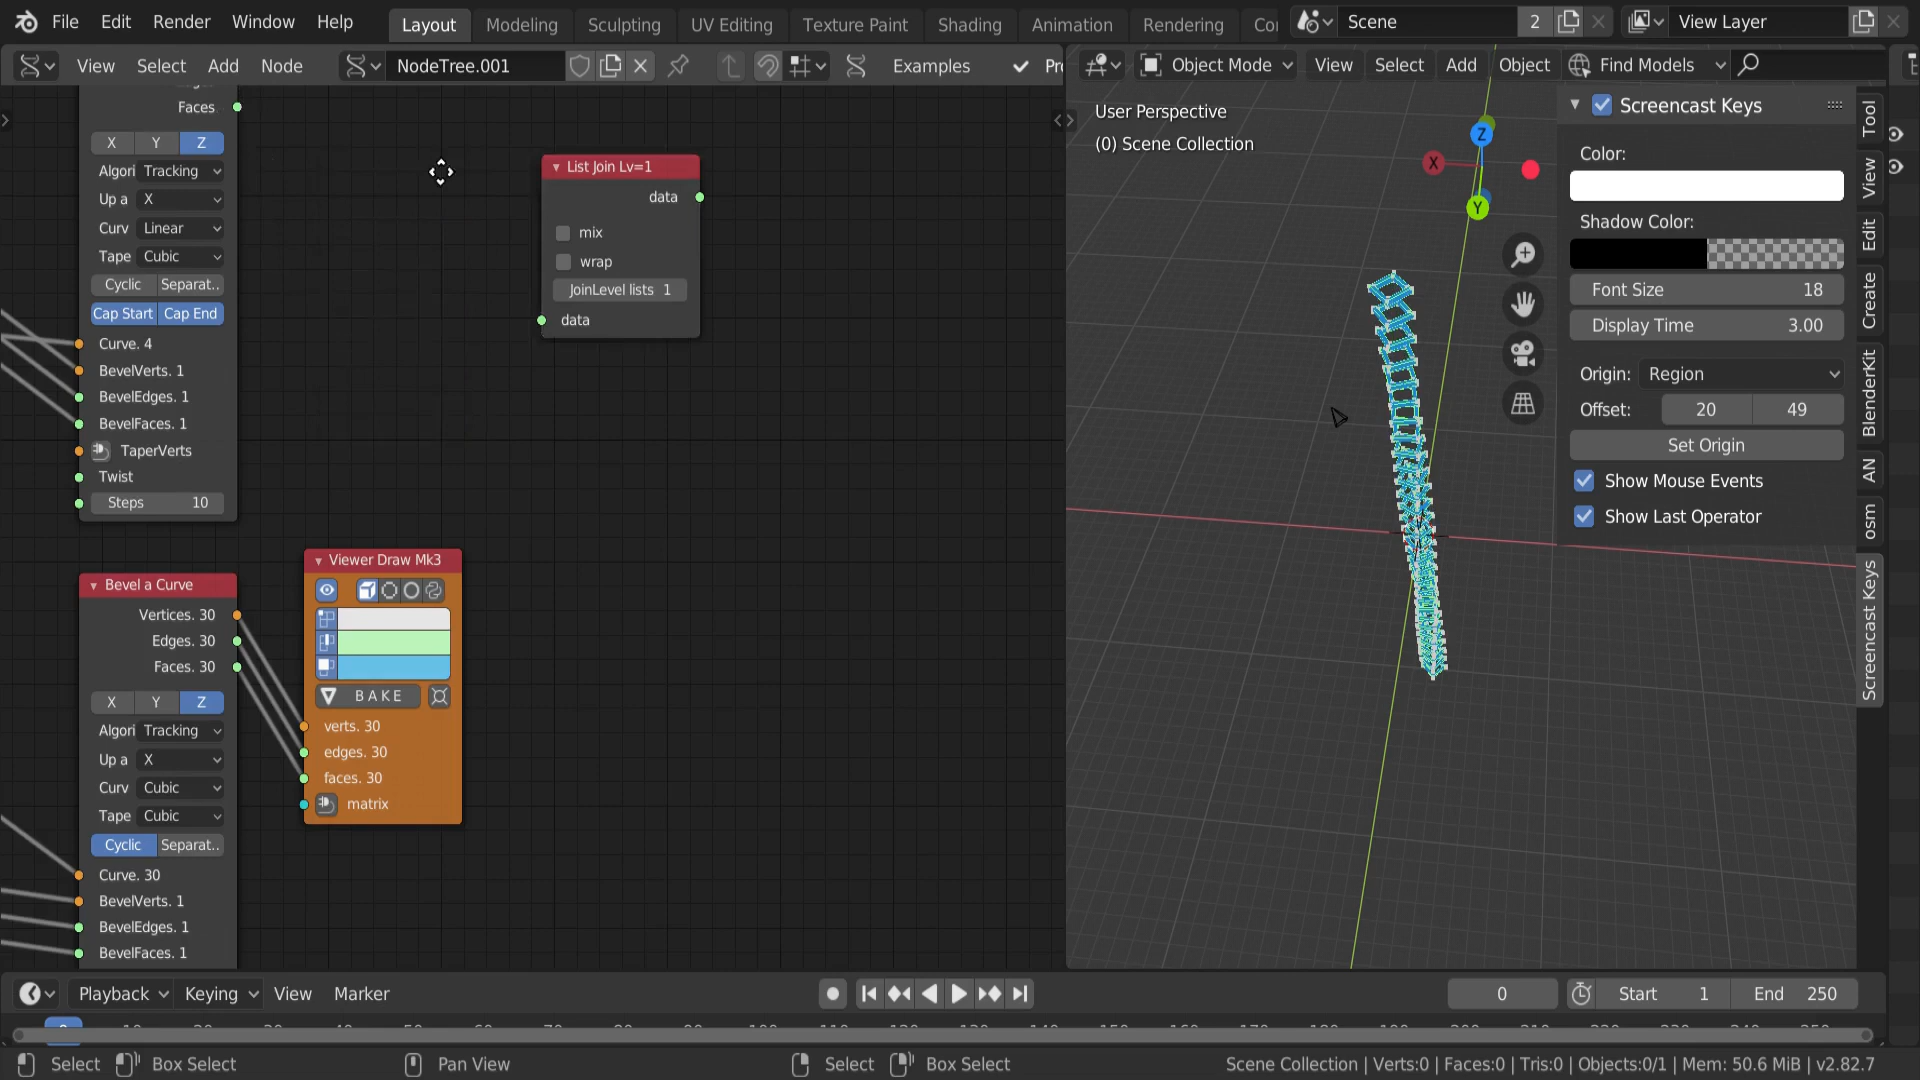 File Edit Render Window Help Layout Modeling Sculpting UV Editing Texture Paint Shading Animation Rendering Scene 2 View Layer
View Select Add Node NodeTree.001 Examples
Object Mode View Select Add Object Find Models
Faces
X Y Z
Algori Tracking
Up a X
Curv Linear
Tape Cubic
Cyclic Separat..
Cap Start Cap End
Curve. 4
BevelVerts. 1
BevelEdges. 1
BevelFaces. 1
TaperVerts
Twist
Steps 10
List Join Lv=1
data
mix
wrap
JoinLevel lists 1
data
Bevel a Curve
Vertices. 30
Edges. 30
Faces. 30
X Y Z
Algori Tracking
Up a X
Curv Cubic
Tape Cubic
Cyclic Separat..
Curve. 30
BevelVerts. 1
BevelEdges. 1
BevelFaces. 1
Viewer Draw Mk3
BAKE
verts. 30
edges. 30
faces. 30
matrix
User Perspective
(0) Scene Collection
Z
X
Y
Screencast Keys
Color:
Shadow Color:
Font Size 18
Display Time 3.00
Origin: Region
Offset: 20 49
Set Origin
Show Mouse Events
Show Last Operator
Tool
View
Edit
Create
BlenderKit
AN
osm
Screencast Keys
Playback Keying View Marker 0 Start 1 End 250
Select Box Select Pan View Select Box Select Scene Collection | Verts:0 | Faces:0 | Tris:0 | Objects:0/1 | Mem: 50.6 MiB | v2.82.7